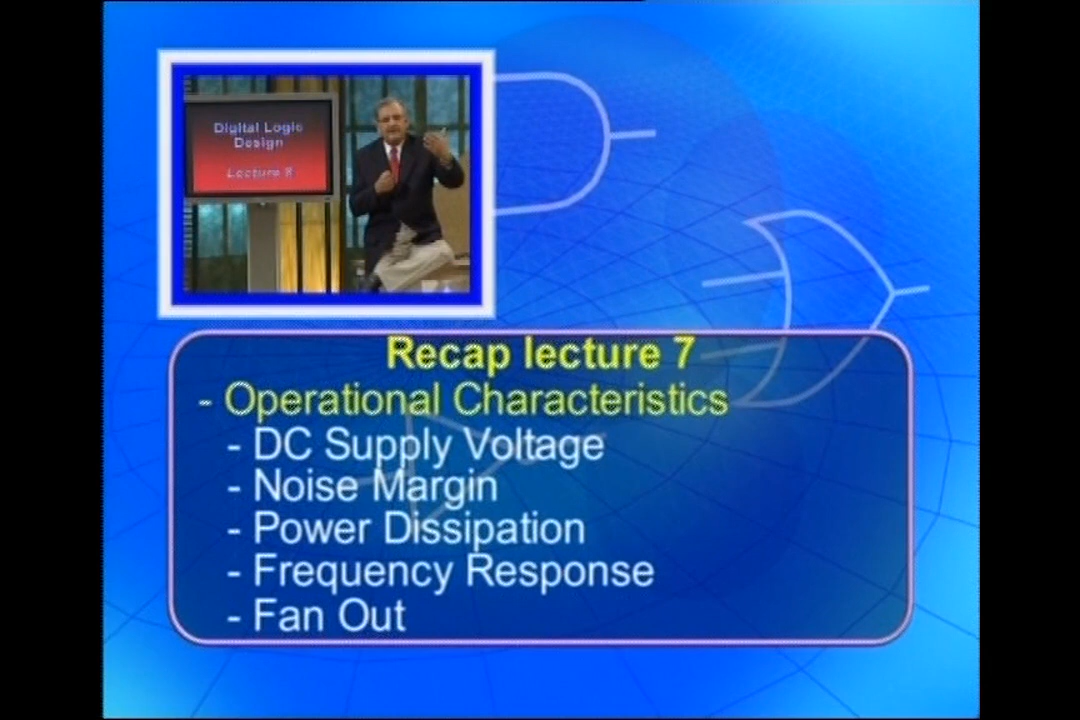 Digital Logic
Design
Lecture 8
Recap lecture 7
- Operational Characteristics
- DC Supply Voltage
- Noise Margin
- Power Dissipation
- Frequency Response
- Fan Out